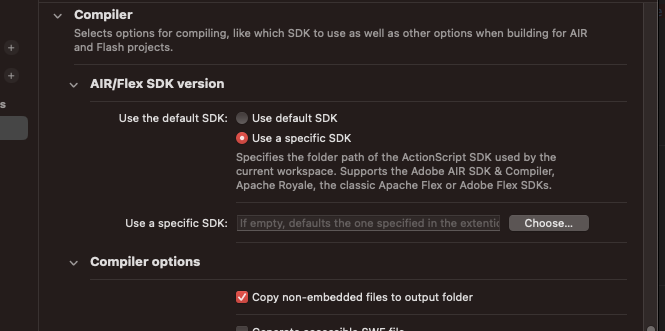 Compiler
Selects options for compiling, like which SDK to use as well as other options when building for AIR
and Flash projects.
AIR/Flex SDK version
Use the default SDK:
Use default SDK
Use a specific SDK
Specifies the folder path of the ActionScript SDK used by the
current workspace. Supports the Adobe AIR SDK & Compiler,
Apache Royale, the classic Apache Flex or Adobe Flex SDKs.
Use a specific SDK:
If empty, defaults the one specified in the extentic
Choose...
Compiler options
Copy non-embedded files to output folder
s